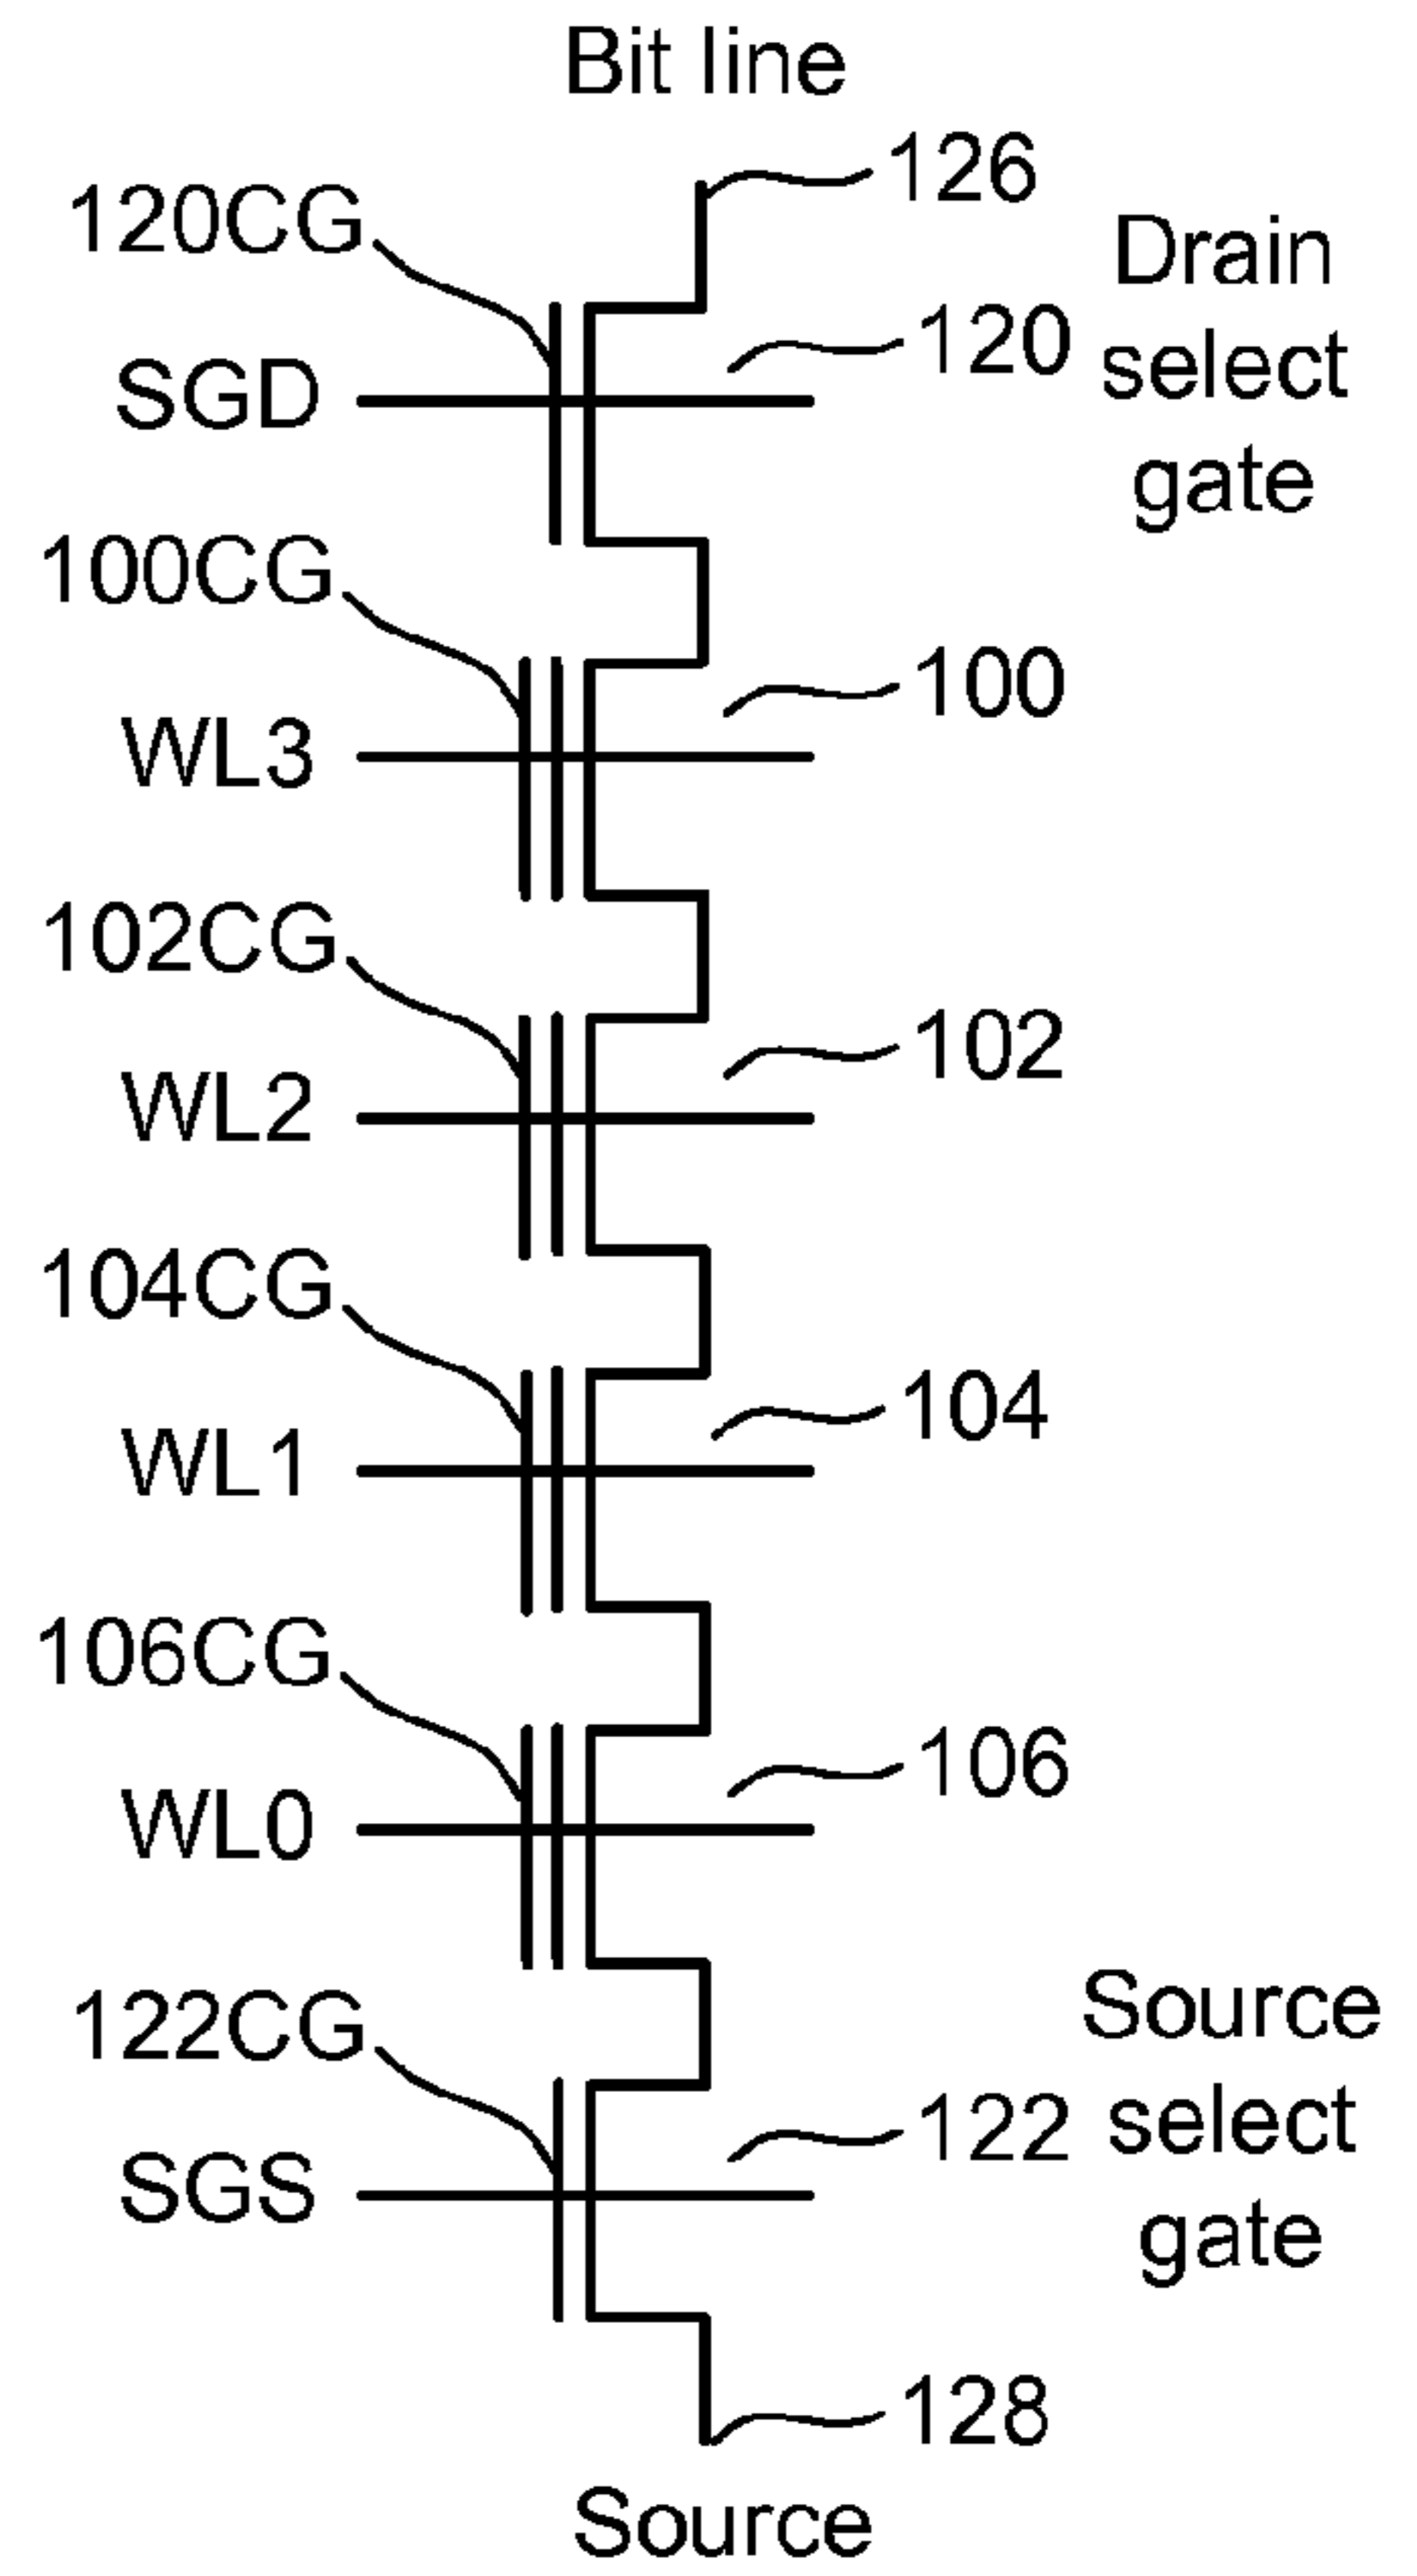 Bit line
126
120CG
Drain
select
gate
120
SGD
100CG
100
WL3
102CG
102
WL2
104CG
104
WL1
106CG
106
WL0
122CG
Source
select
gate
122
SGS
128
Source